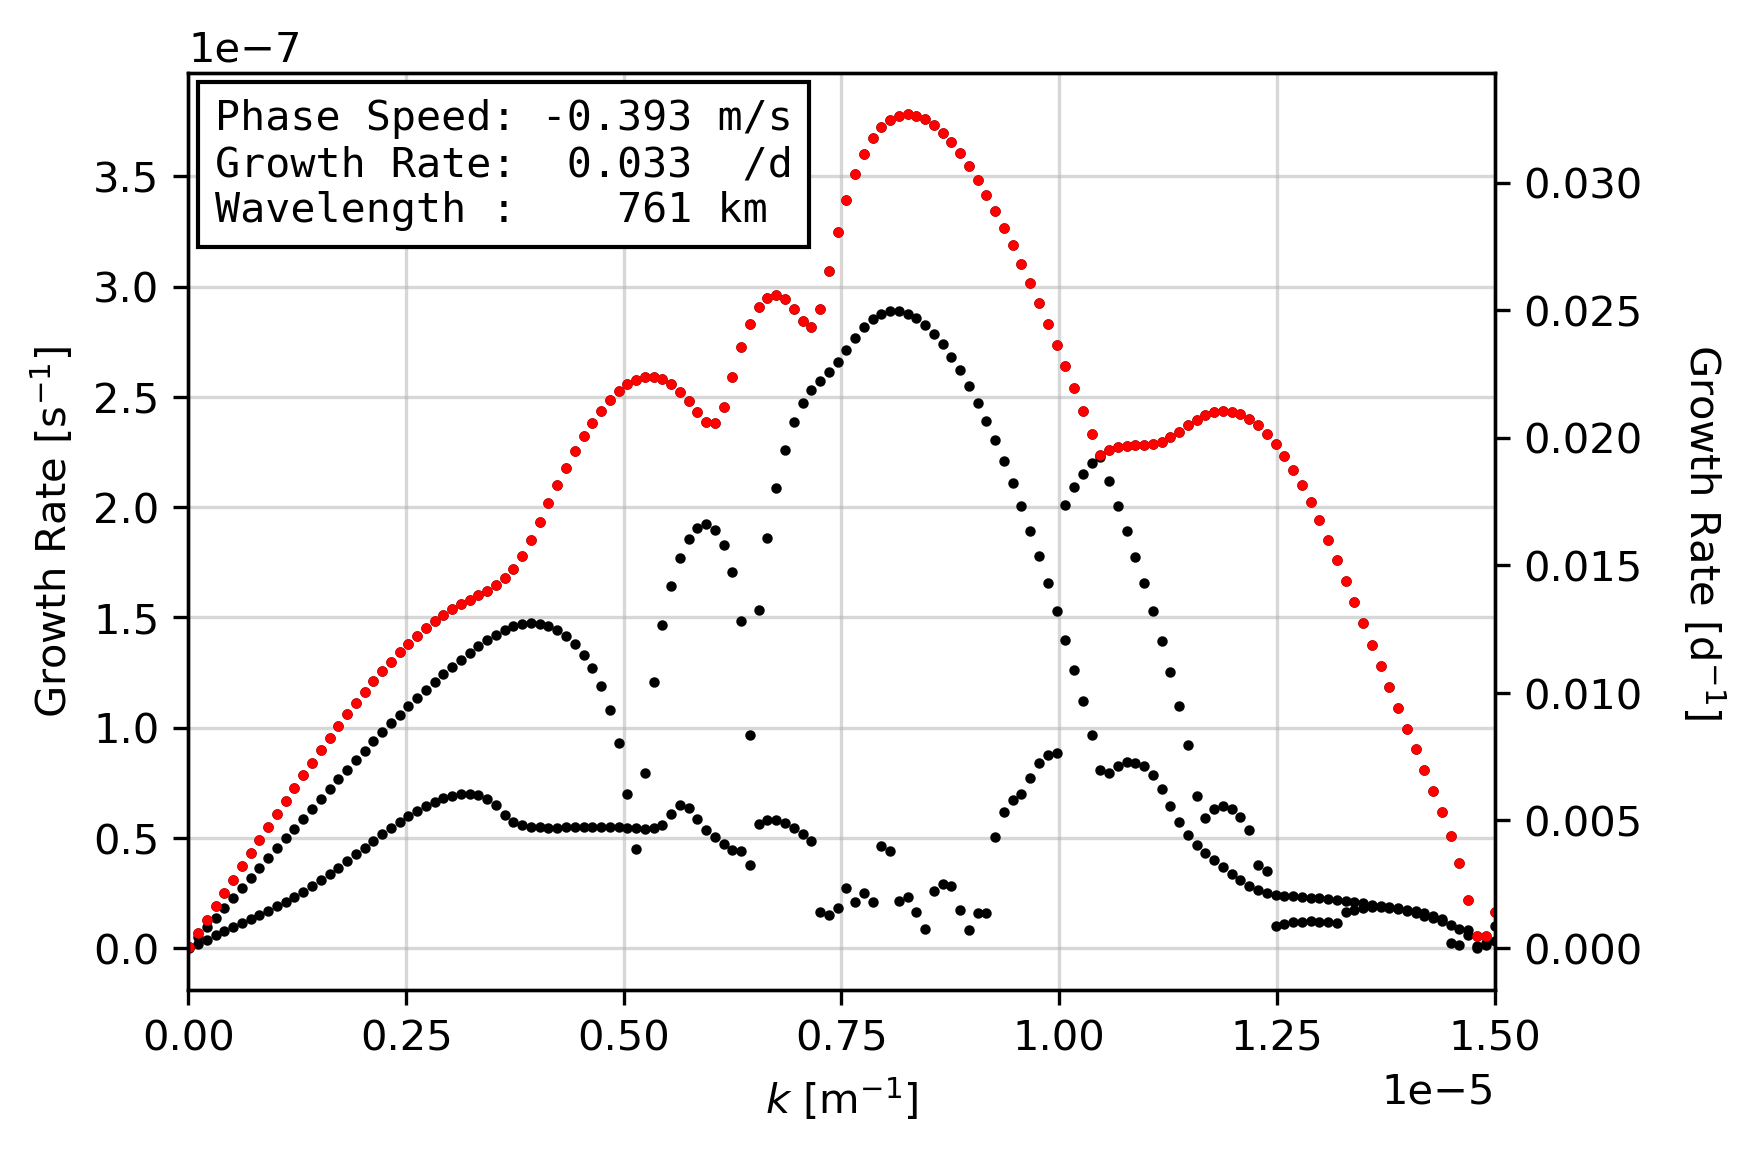 1e−7
Phase Speed: -0.393 m/s
Growth Rate:  0.033  /d
Wavelength :    761 km
Growth Rate [s⁻¹]
3.5
3.0
2.5
2.0
1.5
1.0
0.5
0.0
0.030
0.025
0.020
0.015
0.010
0.005
0.000
Growth Rate [d⁻¹]
0.00 0.25 0.50 0.75 1.00 1.25 1.50
k [m⁻¹]
1e−5